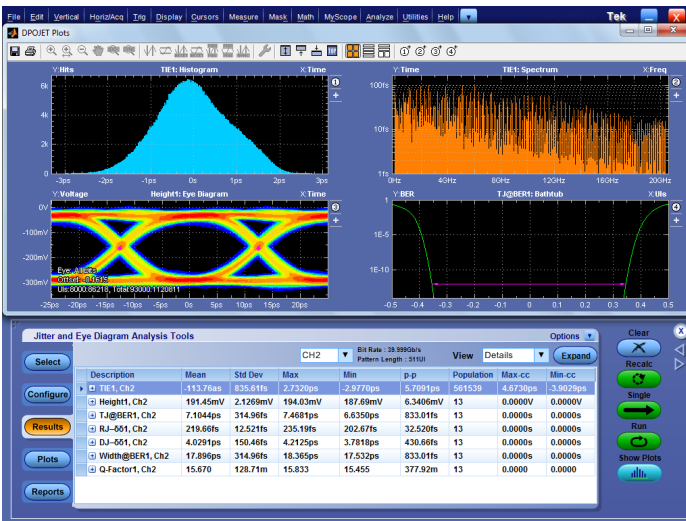 File Edit Vertical Horiz/Acq Trig Display Cursors Measure Mask Math MyScope Analyze Utilities Help Tek
DPOJET Plots
Y:Hits TIE1: Histogram X:Time
6k
4k
2k
0
-3ps -2ps -1ps 0s 1ps 2ps 3ps
Y:Time TIE1: Spectrum X:Freq
100fs
10fs
1fs
0Hz 4GHz 8GHz 12GHz 16GHz 20GHz
Y:Voltage Height1: Eye Diagram X:Time
0V
-100mV
-200mV
-300mV
Eye: All Bits
UIs:8000:86218, Total:93000:1120811
-25ps -20ps -15ps -10ps -5ps 0s 5ps 10ps 15ps 20ps
Y:BER TJ@BER1: Bathtub X:UIs
1
1E-5
1E-10
-0.5 -0.4 -0.3 -0.2 -0.1 0 0.1 0.2 0.3 0.4 0.5
Jitter and Eye Diagram Analysis Tools
Options
Clear
Select
CH2
Bit Rate : 39.999Gb/s
Pattern Length : 511UI
View Details Expand
Recalc
Configure
Single
Results
Run
Plots
Show Plots
Reports
Description Mean Std Dev Max Min p-p Population Max-cc Min-cc
TIE1, Ch2 -113.76as 835.61fs 2.7320ps -2.9770ps 5.7091ps 561539 4.6730ps -3.9029ps
Height1, Ch2 191.45mV 2.1269mV 194.03mV 187.69mV 6.3406mV 13 0.0000V 0.0000V
TJ@BER1, Ch2 7.1044ps 314.96fs 7.4681ps 6.6350ps 833.01fs 13 0.0000s 0.0000s
RJ-δδ1, Ch2 219.66fs 12.521fs 235.19fs 202.67fs 32.520fs 13 0.0000s 0.0000s
DJ-δδ1, Ch2 4.0291ps 150.46fs 4.2125ps 3.7818ps 430.66fs 13 0.0000s 0.0000s
Width@BER1, Ch2 17.896ps 314.96fs 18.365ps 17.532ps 833.01fs 13 0.0000s 0.0000s
Q-Factor1, Ch2 15.670 128.71m 15.833 15.455 377.92m 13 0.0000 0.0000